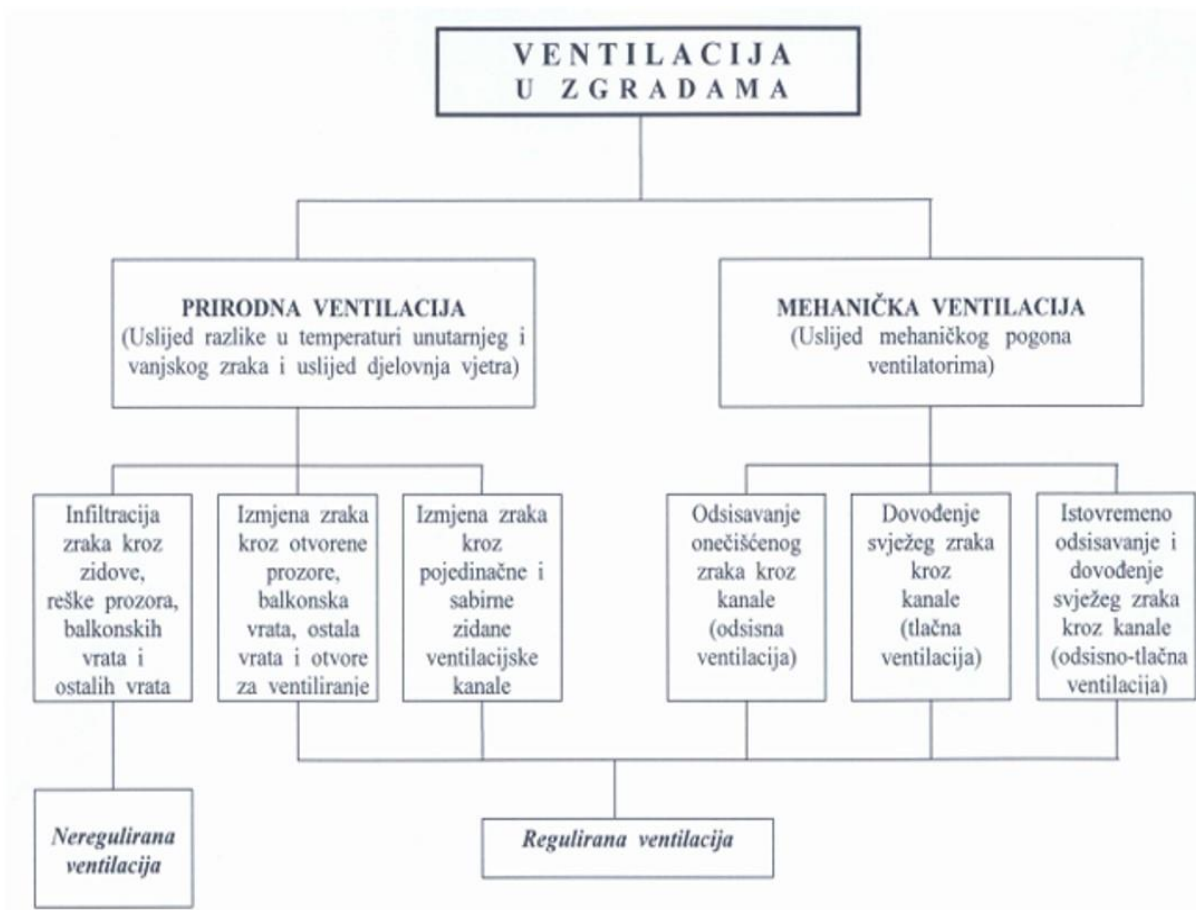 VENTILACIJA
U ZGRADAMA
PRIRODNA VENTILACIJA
(Uslijed razlike u temperaturi unutarnjeg i
vanjskog zraka i uslijed djelovnja vjetra)
MEHANIČKA VENTILACIJA
(Uslijed mehaničkog pogona
ventilatorima)
Infiltracija
zraka kroz
zidove,
reške prozora,
balkonskih
vrata i
ostalih vrata
Izmjena zraka
kroz otvorene
prozore,
balkonska
vrata, ostala
vrata i otvore
za ventiliranje
Izmjena zraka
kroz
pojedinačne i
sabirne
zidane
ventilacijske
kanale
Odsisavanje
onečišćenog
zraka kroz
kanale
(odsisna
ventilacija)
Dovođenje
svježeg zraka
kroz
kanale
(tlačna
ventilacija)
Istovremeno
odsisavanje i
dovođenje
svježeg zraka
kroz kanale
(odsisno-tlačna
ventilacija)
Neregulirana
ventilacija
Regulirana ventilacija